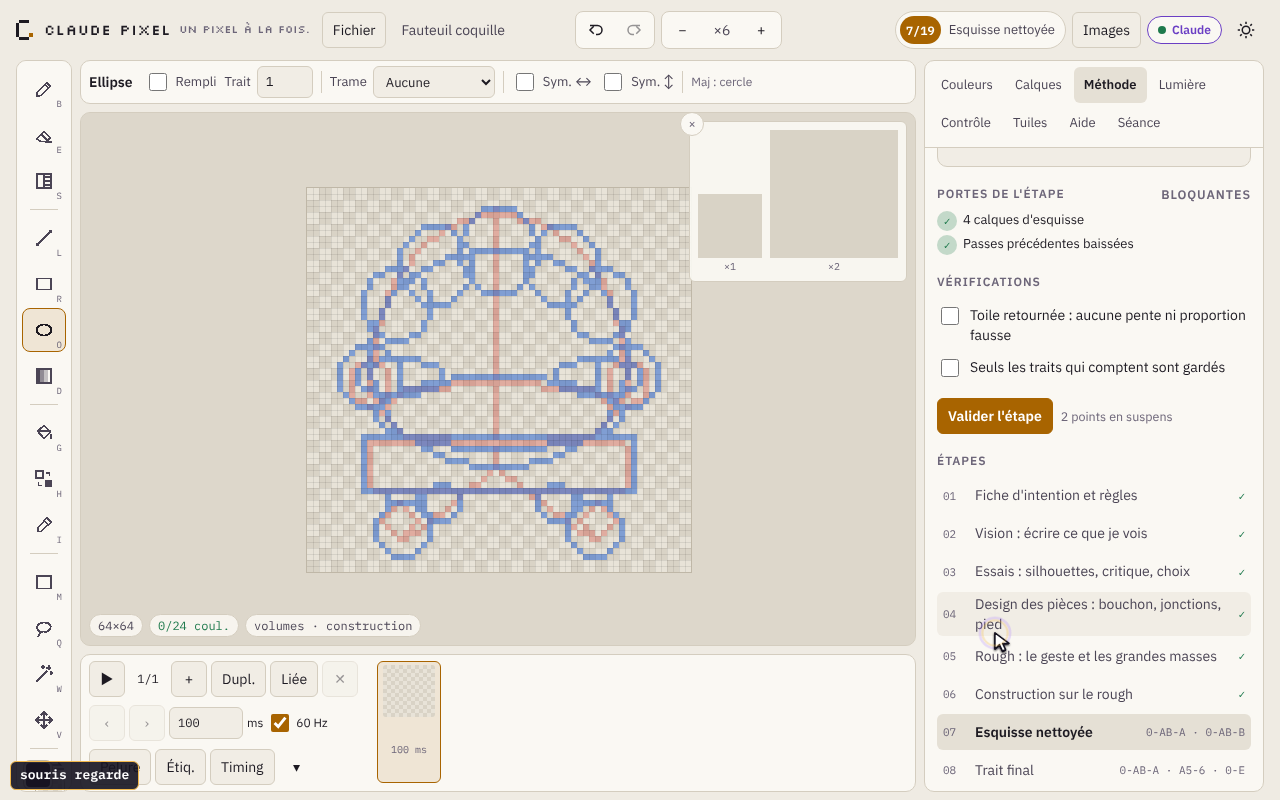 CLAUDE PIXEL UN PIXEL À LA FOIS.
Fichier
Fauteuil coquille
− ×6 +
7/19 Esquisse nettoyée
Images
Claude
Ellipse
Rempli
Trait 1
Trame Aucune
Sym. ↔
Sym. ↕
Maj : cercle
B
E
S
L
R
O
D
G
H
I
M
Q
W
V
×
×1
×2
64×64
0/24 coul.
volumes · construction
1/1
+
Dupl.
Liée
×
‹
›
100 ms
60 Hz
Étiq.
Timing
▼
100 ms
souris regarde
Couleurs
Calques
Méthode
Lumière
Contrôle
Tuiles
Aide
Séance
PORTES DE L'ÉTAPE BLOQUANTES
✓ 4 calques d'esquisse
✓ Passes précédentes baissées
VÉRIFICATIONS
Toile retournée : aucune pente ni proportion
fausse
Seuls les traits qui comptent sont gardés
Valider l'étape 2 points en suspens
ÉTAPES
01 Fiche d'intention et règles ✓
02 Vision : écrire ce que je vois ✓
03 Essais : silhouettes, critique, choix ✓
04 Design des pièces : bouchon, jonctions,
pied ✓
05 Rough : le geste et les grandes masses ✓
06 Construction sur le rough ✓
07 Esquisse nettoyée 0-AB-A · 0-AB-B
08 Trait final 0-AB-A · A5-6 · 0-E